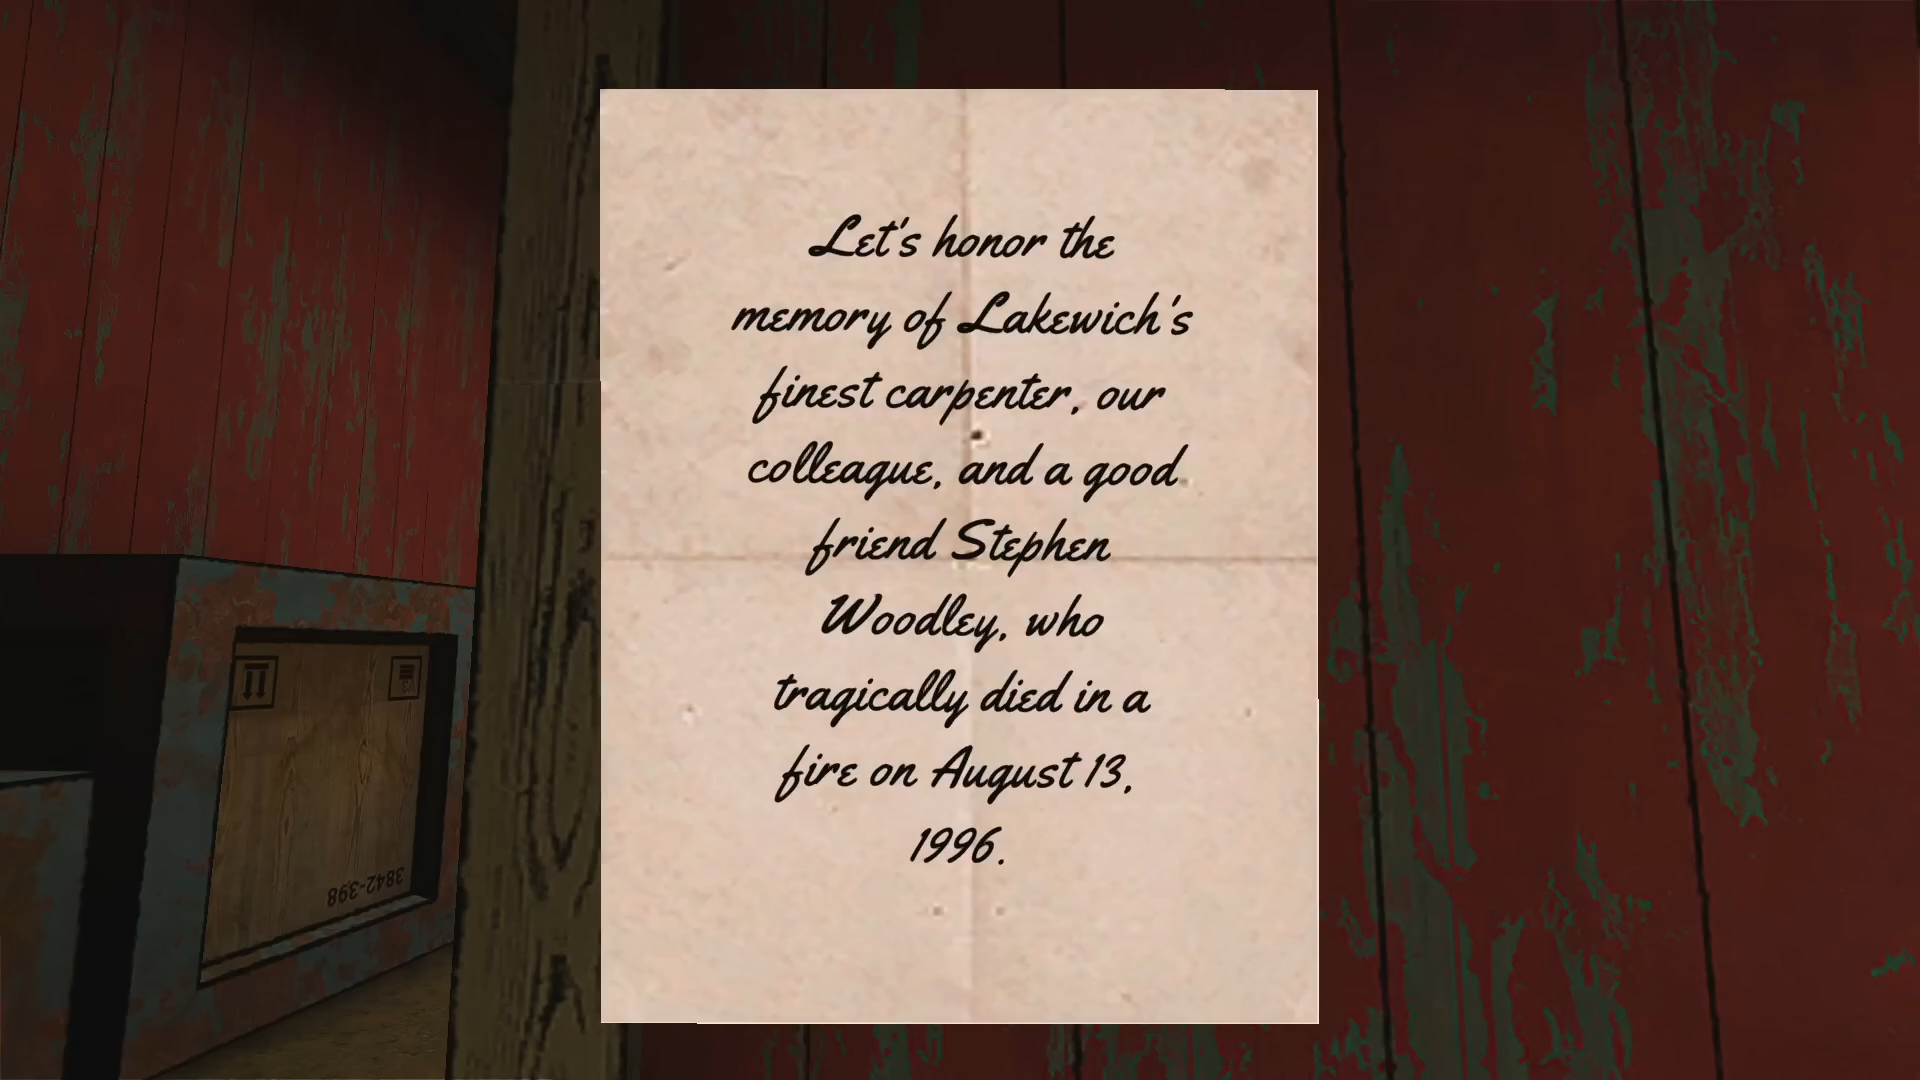 Let's honor the
memory of Lakewich's
finest carpenter, our
colleague, and a good
friend Stephen
Woodley, who
tragically died in a
fire on August 13,
1996.
3842-398